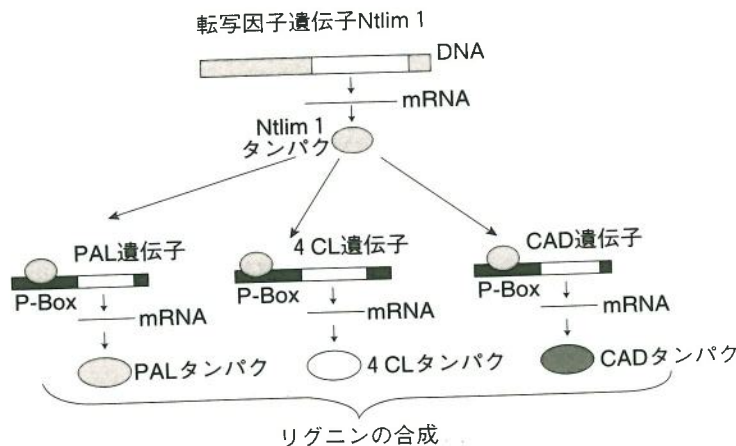 転写因子遺伝子Ntlim 1
DNA
mRNA
Ntlim 1
タンパク
PAL遺伝子
4 CL遺伝子
CAD遺伝子
P-Box
P-Box
P-Box
mRNA
mRNA
mRNA
PALタンパク
4 CLタンパク
CADタンパク
リグニンの合成